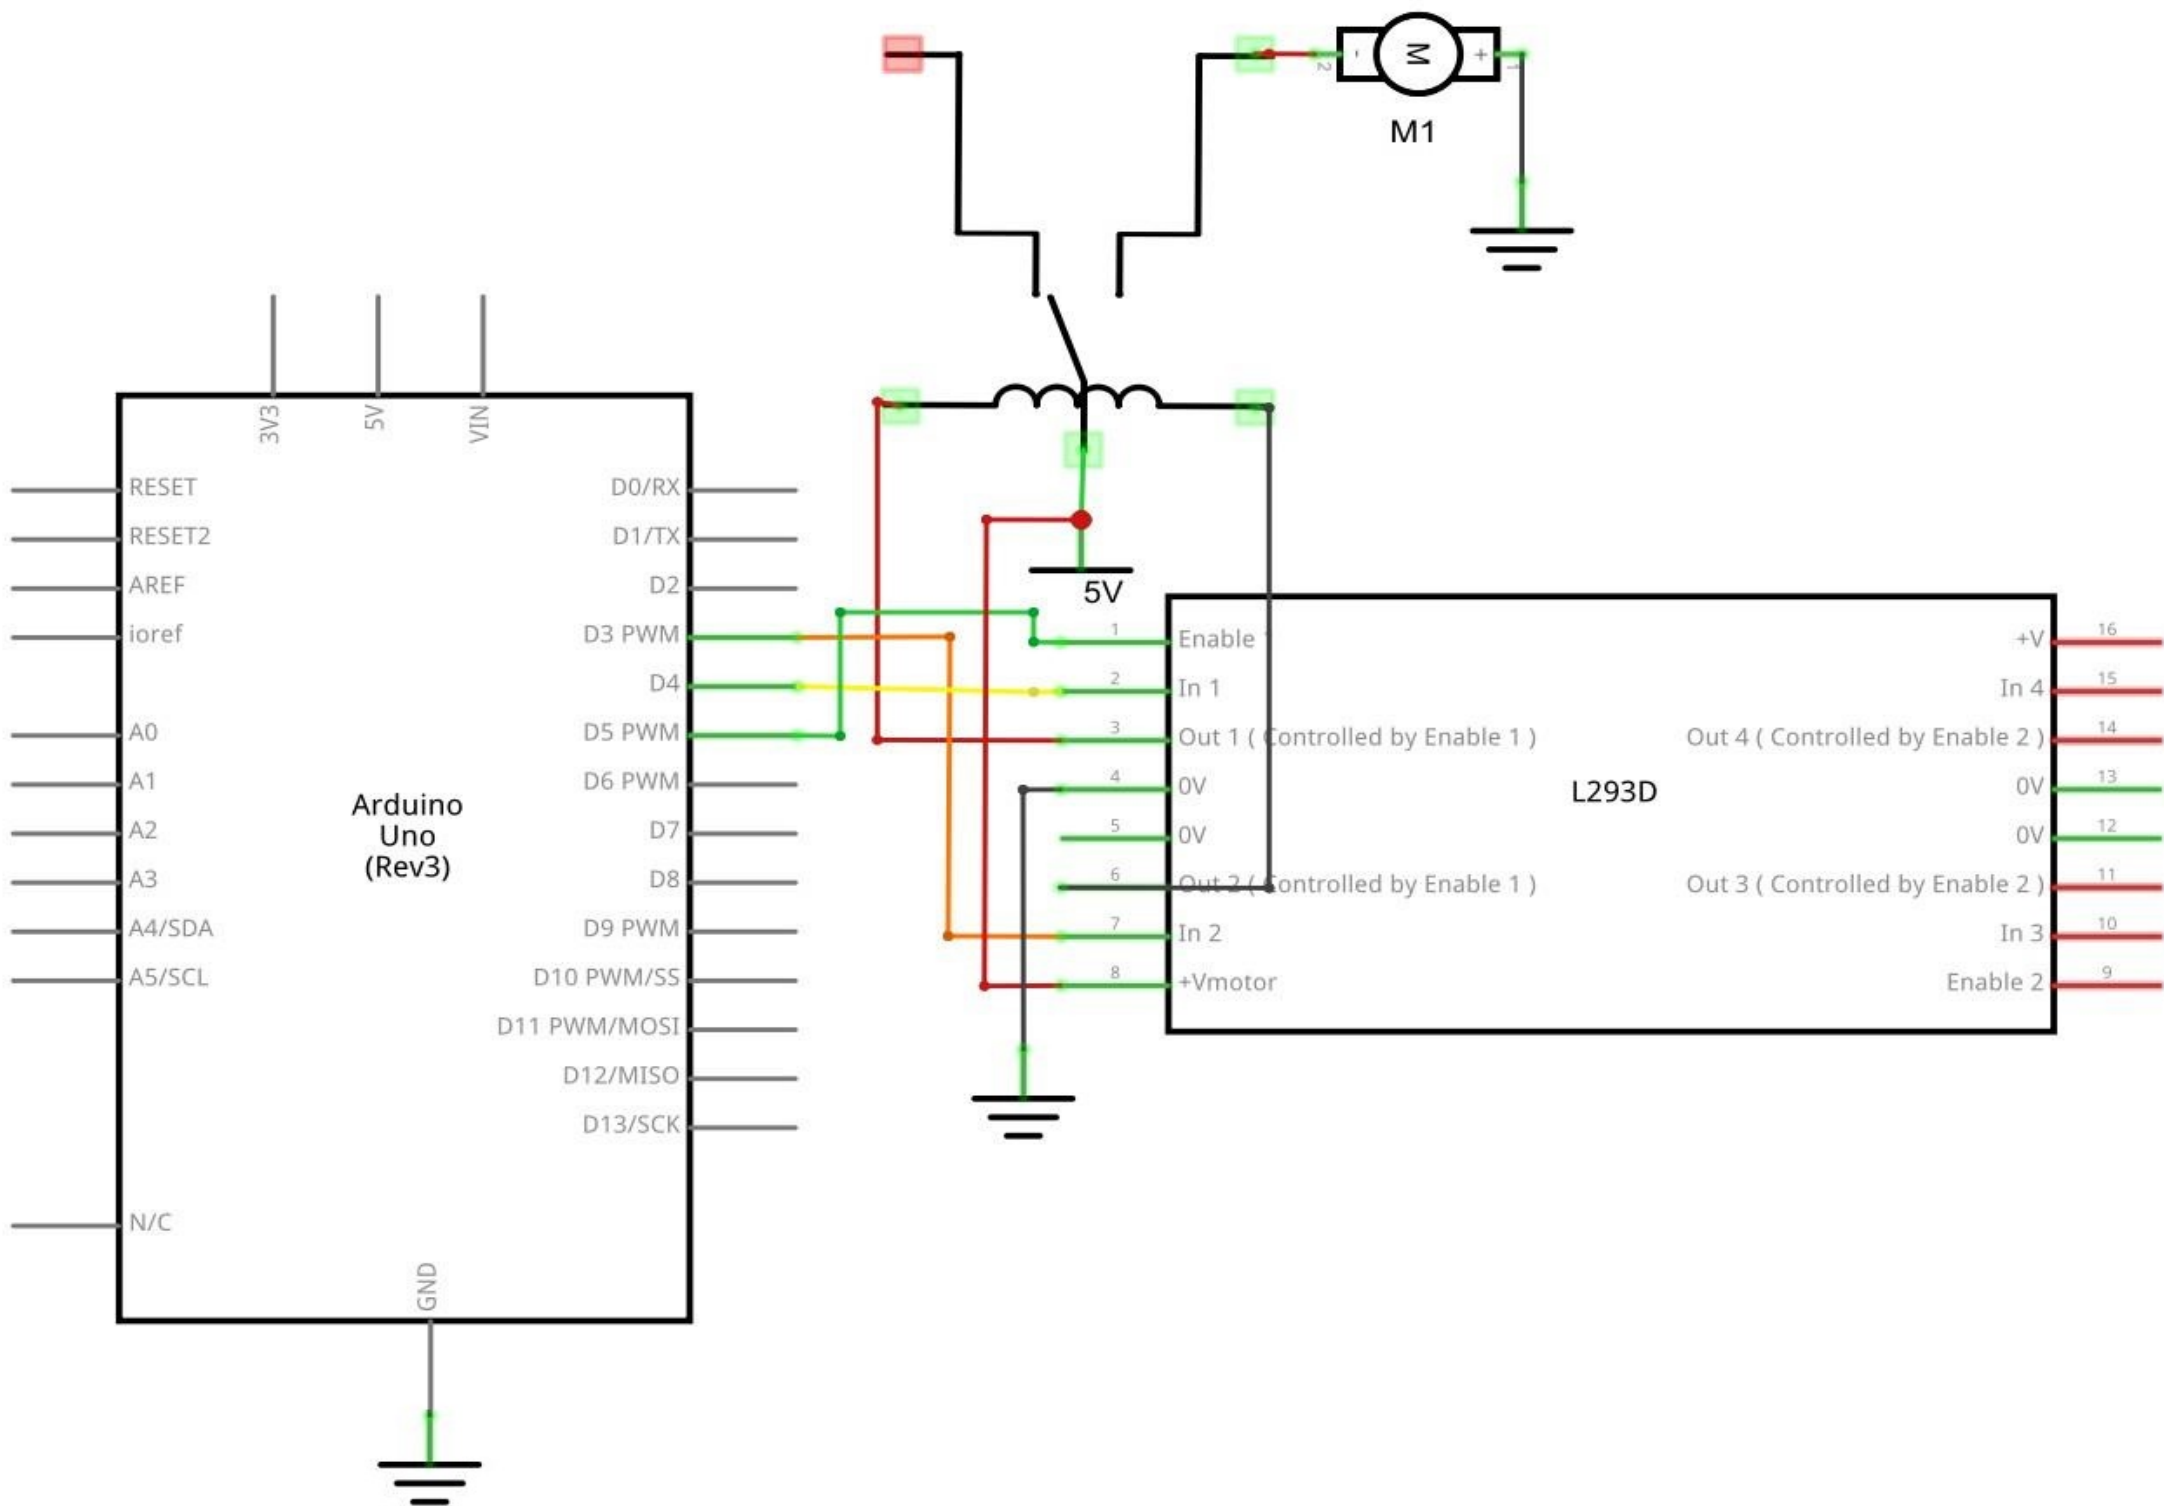 M
-
+
2
1
M1
3V3
5V
VIN
RESET
RESET2
AREF
ioref
A0
A1
A2
A3
A4/SDA
A5/SCL
N/C
GND
Arduino
Uno
(Rev3)
D0/RX
D1/TX
D2
D3 PWM
D4
D5 PWM
D6 PWM
D7
D8
D9 PWM
D10 PWM/SS
D11 PWM/MOSI
D12/MISO
D13/SCK
5V
1 Enable
2 In 1
3 Out 1 ( Controlled by Enable 1 )
4 0V
5 0V
6 Out 2 ( Controlled by Enable 1 )
7 In 2
8 +Vmotor
L293D
+V 16
In 4 15
Out 4 ( Controlled by Enable 2 ) 14
0V 13
0V 12
Out 3 ( Controlled by Enable 2 ) 11
In 3 10
Enable 2 9